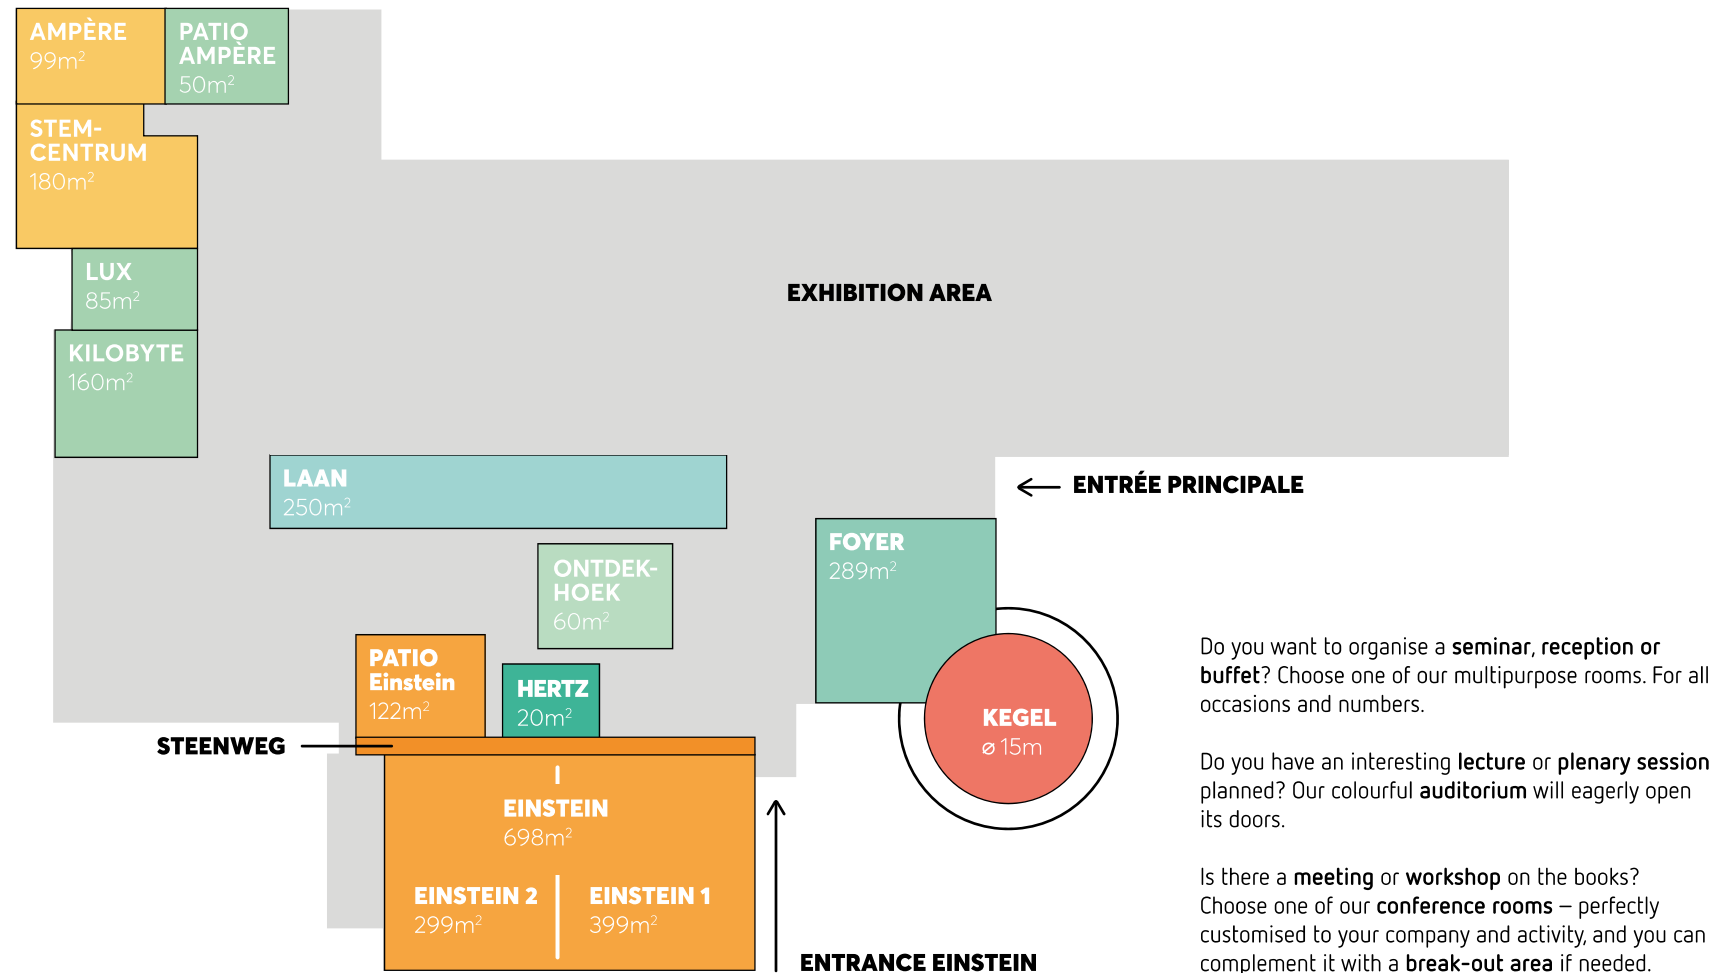 AMPÈRE
99m²
PATIO
AMPÈRE
50m²
STEM-
CENTRUM
180m²
LUX
85m²
KILOBYTE
160m²
EXHIBITION AREA
LAAN
250m²
ENTRÉE PRINCIPALE
FOYER
289m²
ONTDEK-
HOEK
60m²
PATIO
Einstein
122m²
HERTZ
20m²
KEGEL
⌀ 15m
STEENWEG
EINSTEIN
698m²
EINSTEIN 2
299m²
EINSTEIN 1
399m²
ENTRANCE EINSTEIN
Do you want to organise a seminar, reception or
buffet? Choose one of our multipurpose rooms. For all
occasions and numbers.
Do you have an interesting lecture or plenary session
planned? Our colourful auditorium will eagerly open
its doors.
Is there a meeting or workshop on the books?
Choose one of our conference rooms – perfectly
customised to your company and activity, and you can
complement it with a break-out area if needed.